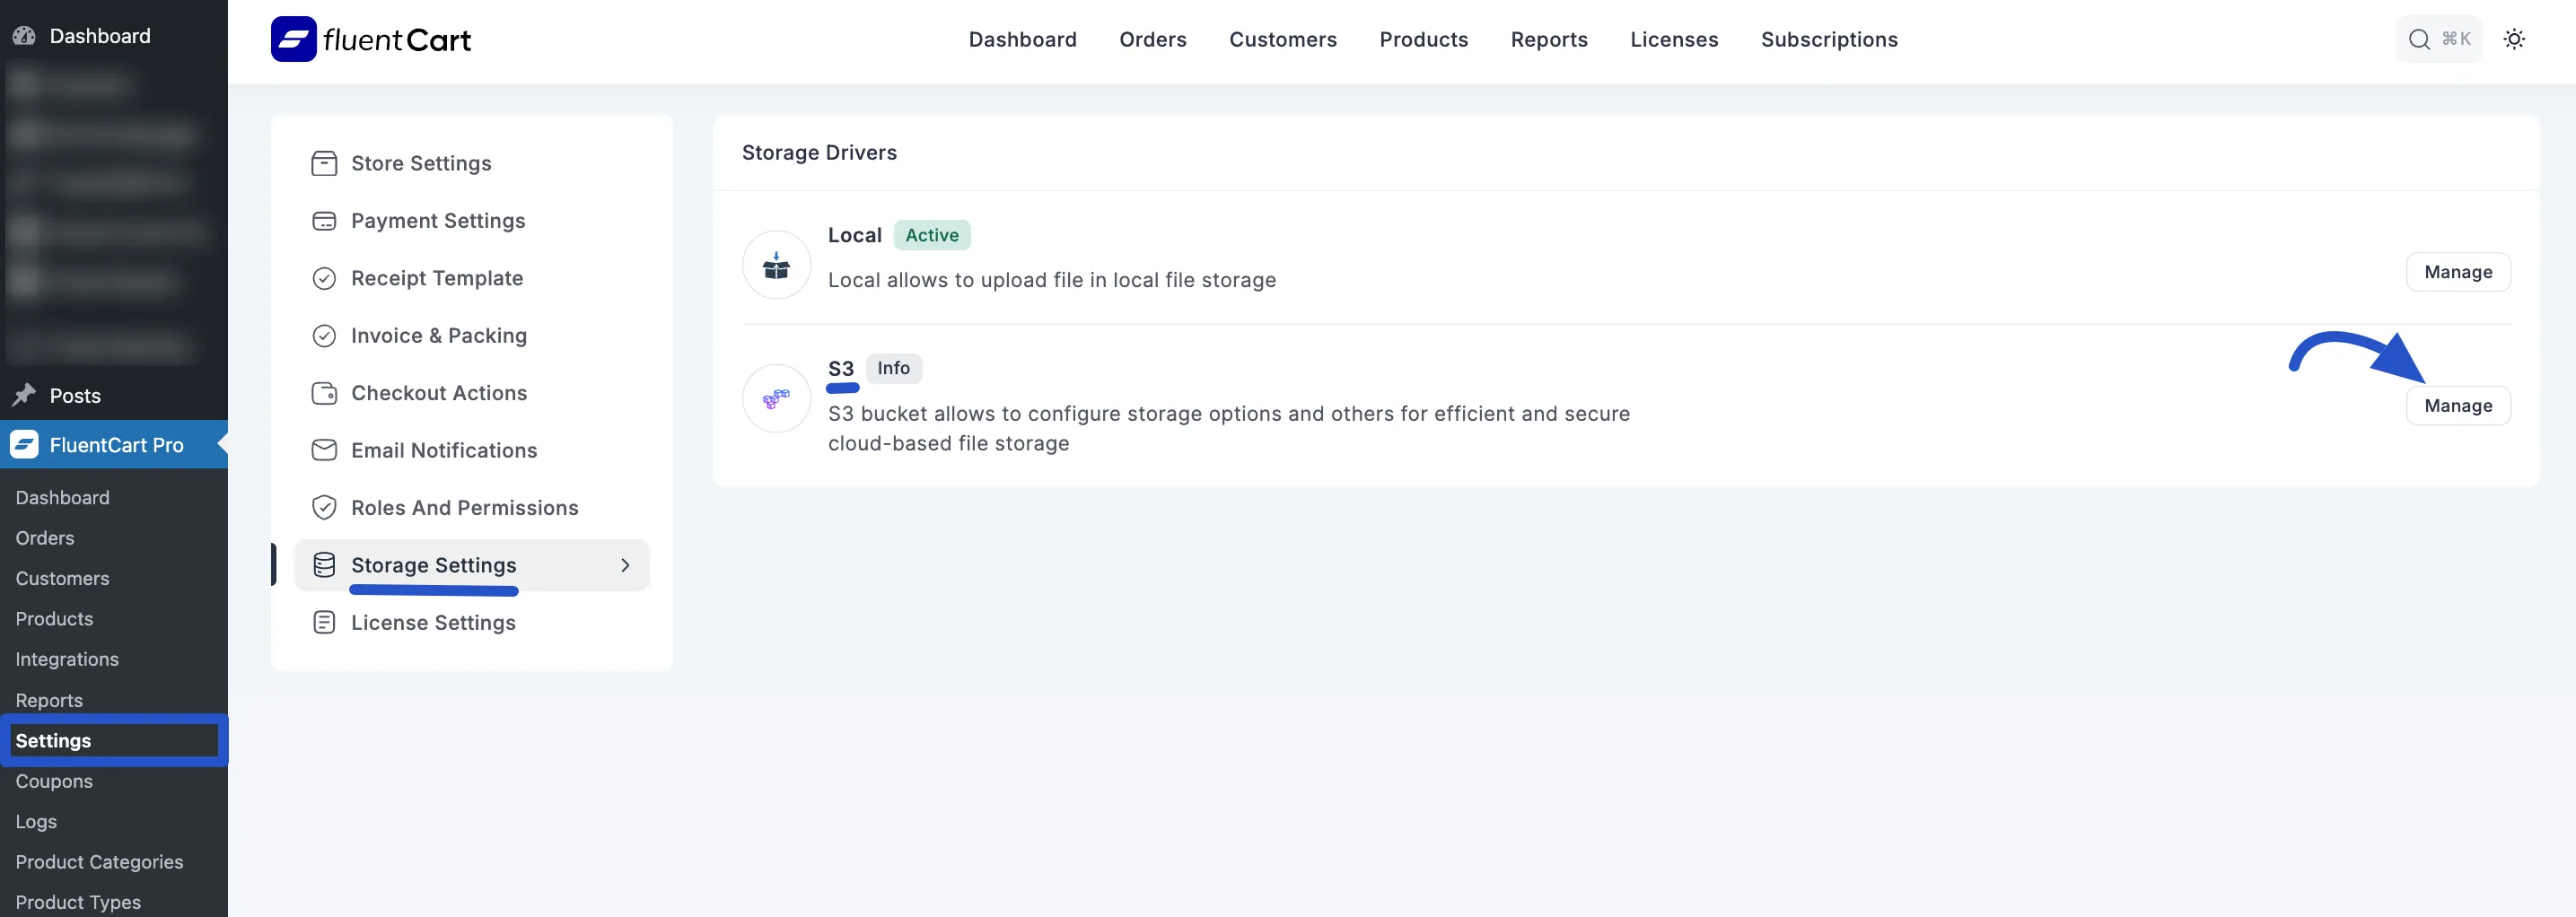 Dashboard
Posts
FluentCart Pro
Dashboard
Orders
Customers
Products
Integrations
Reports
Settings
Coupons
Logs
Product Categories
Product Types
fluentCart
Dashboard Orders Customers Products Reports Licenses Subscriptions
⌘K
Store Settings
Payment Settings
Receipt Template
Invoice & Packing
Checkout Actions
Email Notifications
Roles And Permissions
Storage Settings
License Settings
Storage Drivers
Local Active
Local allows to upload file in local file storage
Manage
S3 Info
S3 bucket allows to configure storage options and others for efficient and secure
cloud-based file storage
Manage